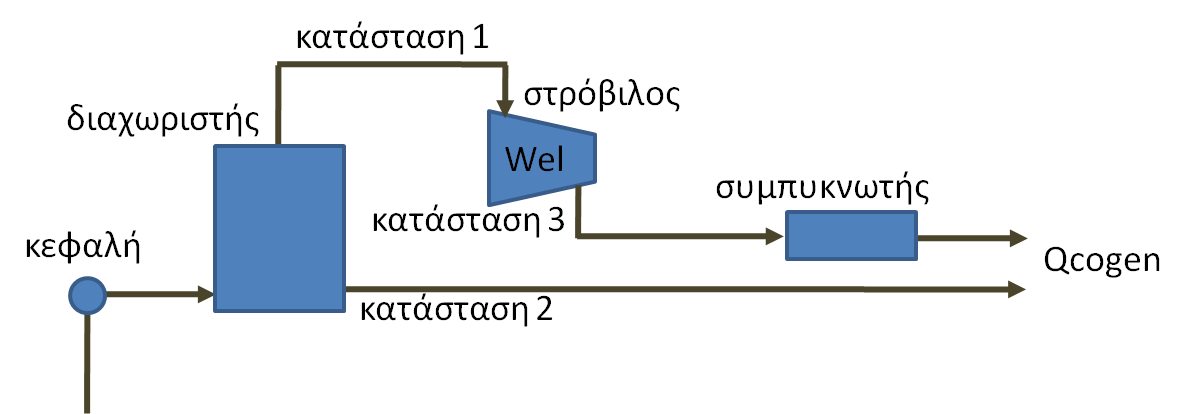 κατάσταση 1
στρόβιλος
διαχωριστής
Wel
συμπυκνωτής
κατάσταση 3
κεφαλή
Qcogen
κατάσταση 2